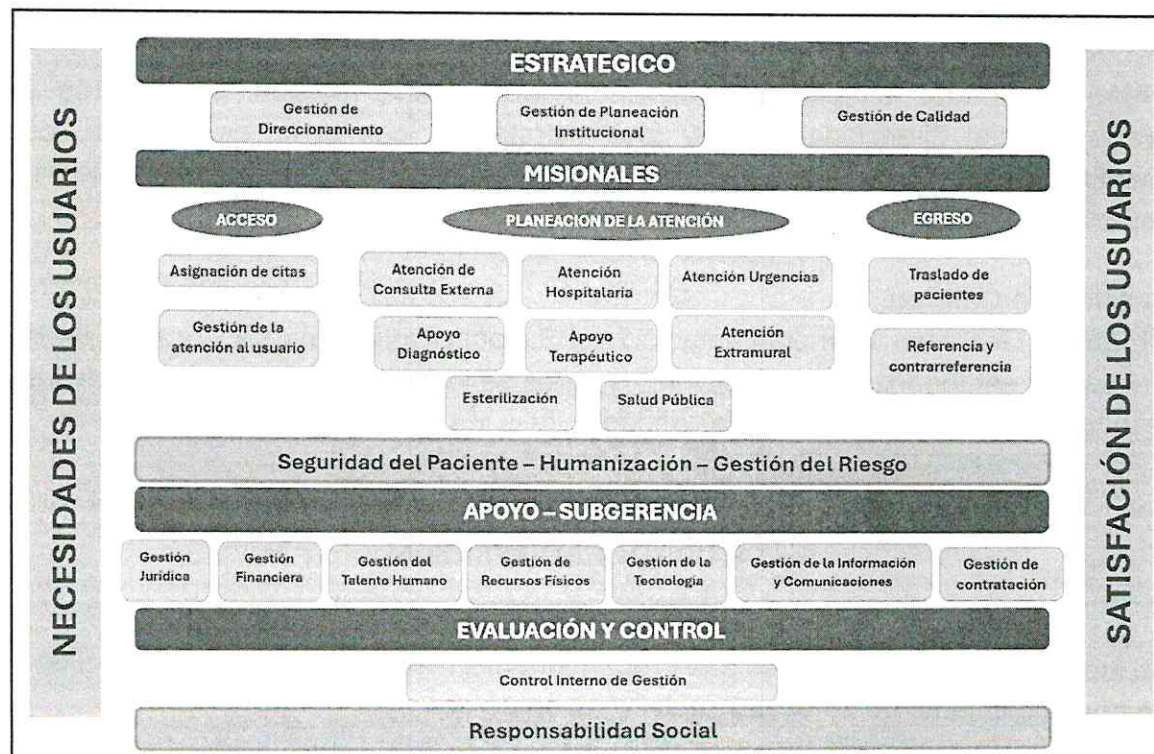 NECESIDADES DE LOS USUARIOS
ESTRATEGICO
Gestión de
Direccionamiento
Gestión de Planeación
Institucional
Gestión de Calidad
MISIONALES
ACCESO
PLANEACION DE LA ATENCIÓN
EGRESO
Asignación de citas
Gestión de la
atención al usuario
Atención de
Consulta Externa
Atención
Hospitalaria
Atención Urgencias
Apoyo
Diagnóstico
Apoyo
Terapéutico
Atención
Extramural
Esterilización
Salud Pública
Traslado de
pacientes
Referencia y
contrarreferencia
Seguridad del Paciente – Humanización – Gestión del Riesgo
APOYO – SUBGERENCIA
Gestión
Jurídica
Gestión
Financiera
Gestión del
Talento Humano
Gestión de
Recursos Físicos
Gestión de la
Tecnología
Gestión de la Información
y Comunicaciones
Gestión de
contratación
EVALUACIÓN Y CONTROL
Control Interno de Gestión
Responsabilidad Social
SATISFACCIÓN DE LOS USUARIOS